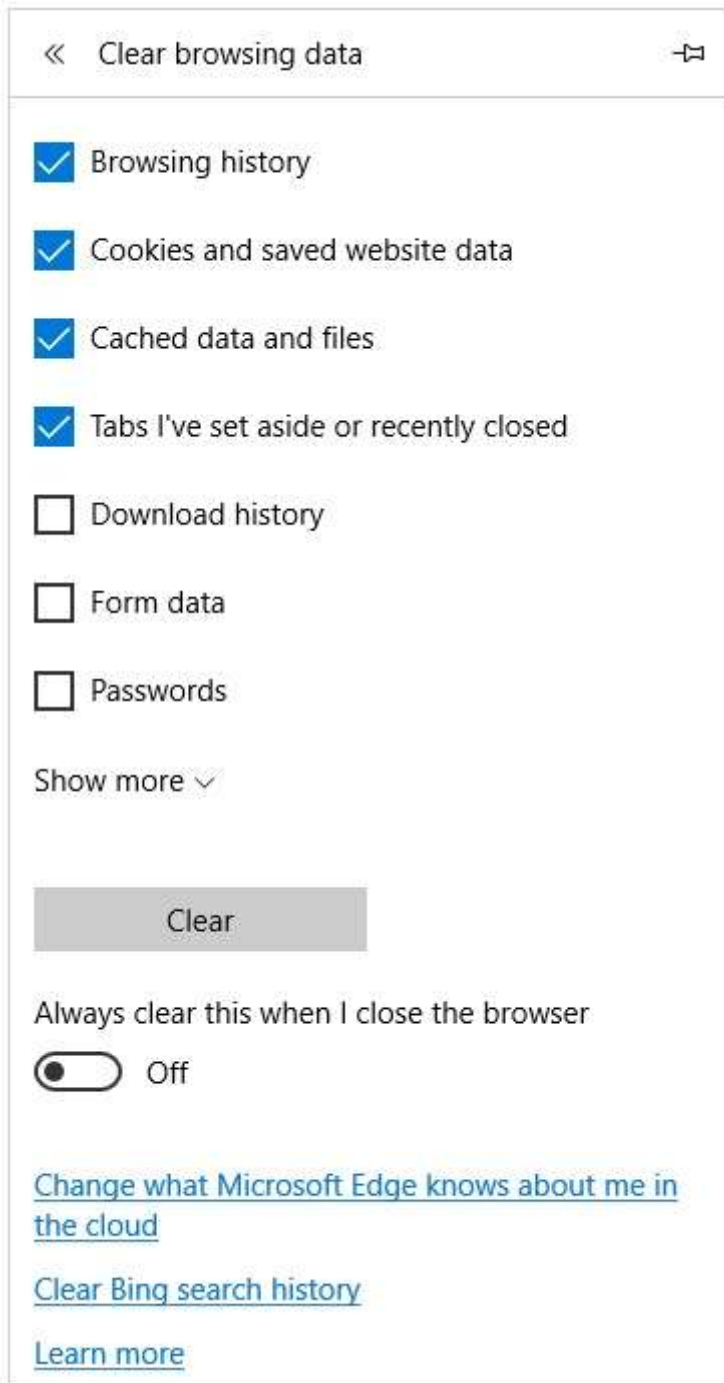 Clear browsing data
Browsing history
Cookies and saved website data
Cached data and files
Tabs I've set aside or recently closed
Download history
Form data
Passwords
Show more
Clear
Always clear this when I close the browser
Off
Change what Microsoft Edge knows about me in
the cloud
Clear Bing search history
Learn more